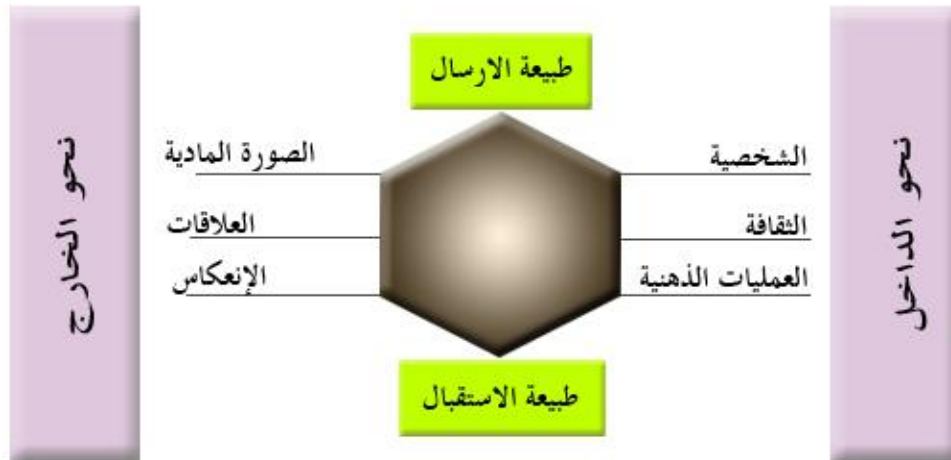 طبيعة الارسال
نحو الداخل
الشخصية
الثقافة
العمليات الذهنية
الصورة المادية
العلاقات
الإنعكاس
نحو الخارج
طبيعة الاستقبال